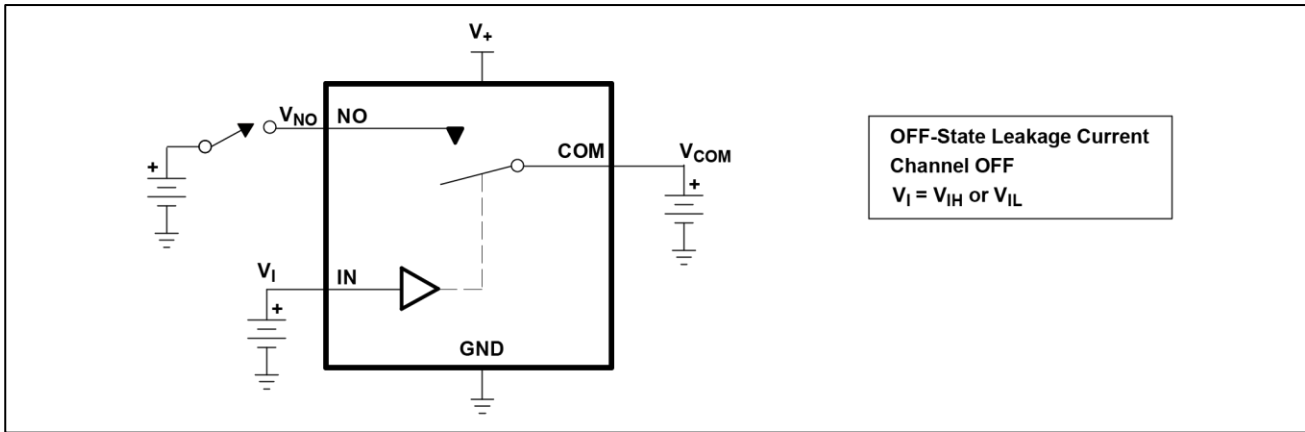 V+
VNO NO
COM VCOM
+
+
VI IN
+
GND
OFF-State Leakage Current
Channel OFF
VI = VIH or VIL